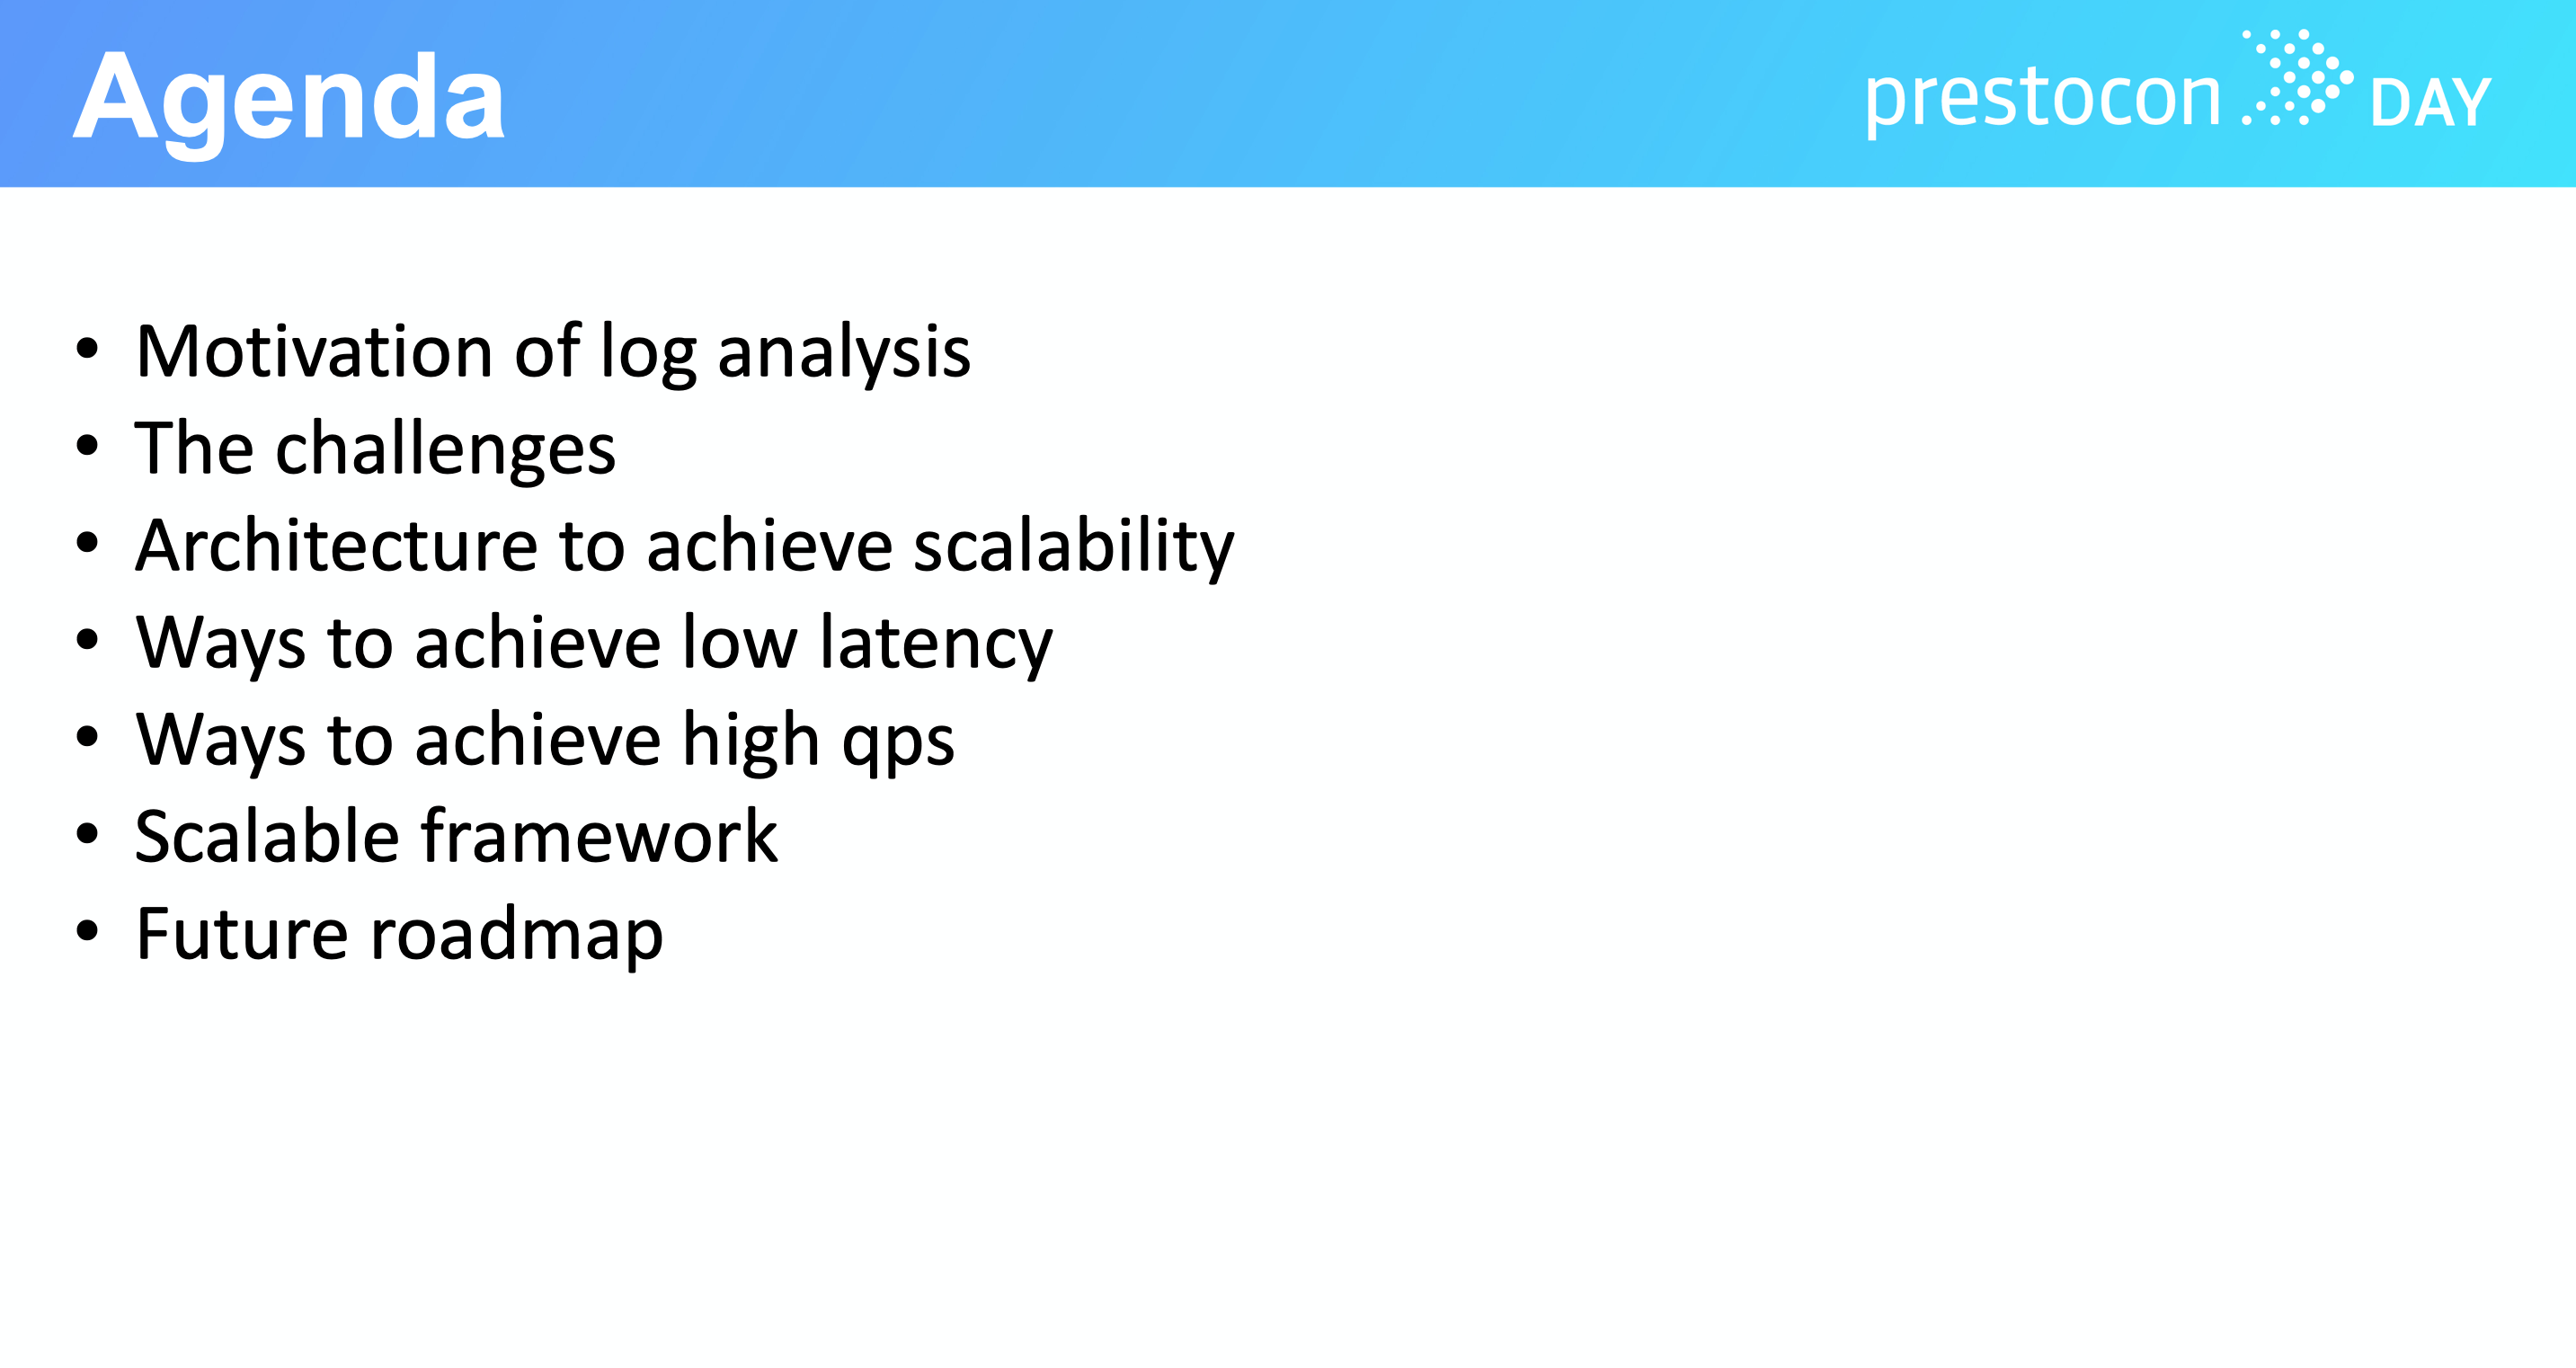 Agenda
prestocon DAY
• Motivation of log analysis
• The challenges
• Architecture to achieve scalability
• Ways to achieve low latency
• Ways to achieve high qps
• Scalable framework
• Future roadmap